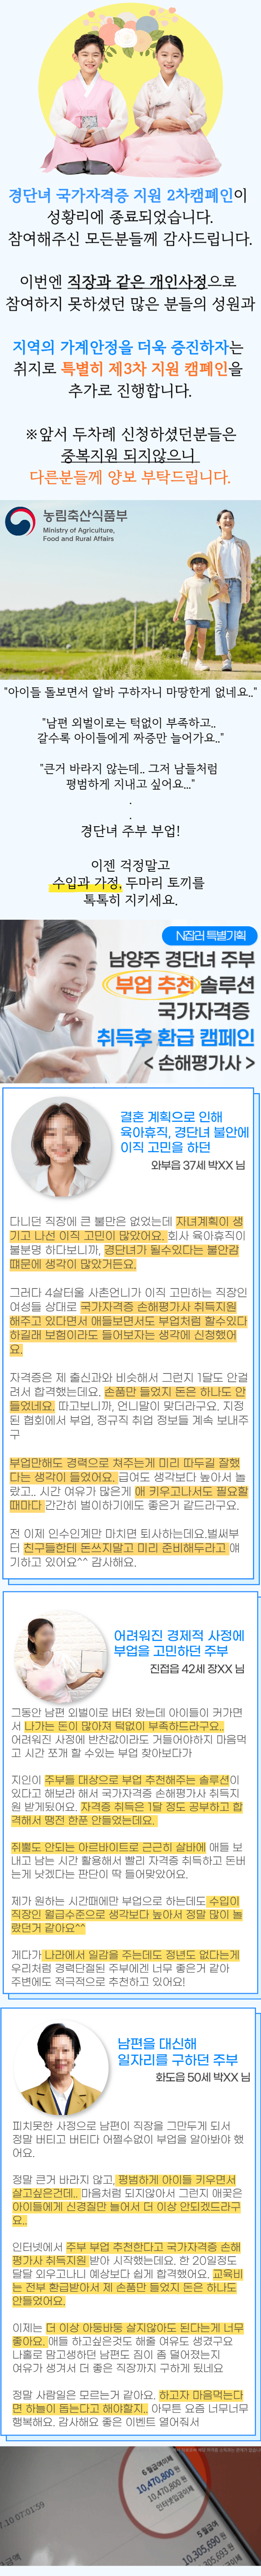 경단녀 국가자격증 지원 2차캠페인이
성황리에 종료되었습니다.
참여해주신 모든분들께 감사드립니다.
이번엔 직장과 같은 개인사정으로
참여하지 못하셨던 많은 분들의 성원과
지역의 가계안정을 더욱 증진하자는
취지로 특별히 제3차 지원 캠페인을
추가로 진행합니다.
※앞서 두차례 신청하셨던분들은
중복지원 되지않으니
다른분들께 양보 부탁드립니다.
농림축산식품부
Ministry of Agriculture,
Food and Rural Affairs
"아이들 돌보면서 알바 구하자니 마땅한게 없네요.."
"남편 외벌이로는 턱없이 부족하고..
갈수록 아이들에게 짜증만 늘어가요.."
"큰거 바라지 않는데.. 그저 남들처럼
평범하게 지내고 싶어요..."
.
.
경단녀 주부 부업!
이젠 걱정말고
수입과 가정, 두마리 토끼를
톡톡히 지키세요.
N잡러 특별기획
남양주 경단녀 주부
부업 추천 솔루션
국가자격증
취득후 환급 캠페인
< 손해평가사 >
결혼 계획으로 인해
육아휴직, 경단녀 불안에
이직 고민을 하던
와부읍 37세 박XX 님
다니던 직장에 큰 불만은 없었는데 자녀계획이 생
기고 나선 이직 고민이 많았어요. 회사 육아휴직이
불분명 하다보니까, 경단녀가 될수있다는 불안감
때문에 생각이 많았거든요.
그러다 4살터울 사촌언니가 이직 고민하는 직장인
여성들 상대로 국가자격증 손해평가사 취득지원
해주고 있다면서 애들보면서도 부업처럼 할수있다
하길래 보험이라도 들어보자는 생각에 신청했어
요.
자격증은 제 출신과와 비슷해서 그런지 1달도 안걸
려서 합격했는데요. 손품만 들었지 돈은 하나도 안
들었네요. 따고보니까, 언니말이 맞더라구요. 지정
된 협회에서 부업, 정규직 취업 정보들 계속 보내주
구
부업만해도 경력으로 쳐주는게 미리 따두길 잘했
다는 생각이 들었어요. 급여도 생각보다 높아서 놀
랐고.. 시간 여유가 많은게 애 키우고나서도 필요할
때마다 간간히 벌이하기에도 좋은거 같드라구요.
전 이제 인수인계만 마치면 퇴사하는데요.벌써부
터 친구들한테 돈쓰지말고 미리 준비해두라고 얘
기하고 있어요^^ 감사해요.
어려워진 경제적 사정에
부업을 고민하던 주부
진접읍 42세 장XX 님
그동안 남편 외벌이로 버텨 왔는데 아이들이 커가면
서 나가는 돈이 많아져 턱없이 부족하드라구요..
어려워진 사정에 반찬값이라도 거들어야하지 마음먹
고 시간 쪼개 할 수 있는 부업 찾아보다가
지인이 주부들 대상으로 부업 추천해주는 솔루션이
있다고 해보라 해서 국가자격증 손해평가사 취득지
원 받게됬어요. 자격증 취득은 1달 정도 공부하고 합
격해서 땡전 한푼 안들었는데요.
쥐뿔도 안되는 아르바이트로 근근히 살바에 애들 보
내고 남는 시간 활용해서 빨리 자격증 취득하고 돈버
는게 낫겠다는 판단이 딱 들어맞았어요.
제가 원하는 시간때에만 부업으로 하는데도 수입이
직장인 월급수준으로 생각보다 높아서 정말 많이 놀
랐던거 같아요^^
게다가 나라에서 일감을 주는데도 정년도 없다는게
우리처럼 경력단절된 주부에겐 너무 좋은거 같아
주변에도 적극적으로 추천하고 있어요!
남편을 대신해
일자리를 구하던 주부
화도읍 50세 박XX 님
피치못한 사정으로 남편이 직장을 그만두게 되서
정말 버티고 버티다 어쩔수없이 부업을 알아봐야 했
어요.
정말 큰거 바라지 않고, 평범하게 아이들 키우면서
살고싶은건데.. 마음처럼 되지않아서 그런지 애꿎은
아이들에게 신경질만 늘어서 더 이상 안되겠드라구
요..
인터넷에서 주부 부업 추천한다고 국가자격증 손해
평가사 취득지원 받아 시작했는데요. 한 20일정도
달달 외우고나니 예상보다 쉽게 합격했어요. 교육비
는 전부 환급받아서 제 손품만 들었지 돈은 하나도
안들었어요.
이제는 더 이상 아둥바둥 살지않아도 된다는게 너무
좋아요. 애들 하고싶은것도 해줄 여유도 생겼구요
나홀로 맘고생하던 남편도 짐이 좀 덜어졌는지
여유가 생겨서 더 좋은 직장까지 구하게 됬네요
정말 사람일은 모르는거 같아요. 하고자 마음먹는다
면 하늘이 돕는다고 해야할지.. 아무튼 요즘 너무너무
행복해요. 감사해요 좋은 이벤트 열어줘서
7.10 07:01:59
6 월급여
10,470,800 원
10,470,800 원
인터넷입금이체
5 월급여
10,305,690 원
10,305,693 원